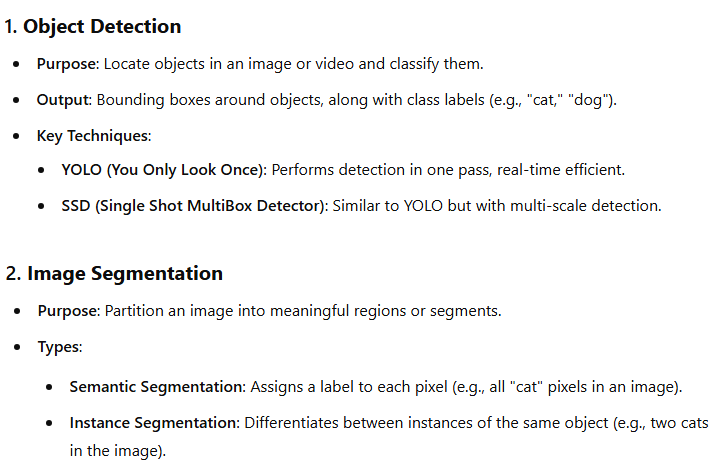 1. Object Detection
• Purpose: Locate objects in an image or video and classify them.
• Output: Bounding boxes around objects, along with class labels (e.g., "cat," "dog").
• Key Techniques:
• YOLO (You Only Look Once): Performs detection in one pass, real-time efficient.
• SSD (Single Shot MultiBox Detector): Similar to YOLO but with multi-scale detection.
2. Image Segmentation
• Purpose: Partition an image into meaningful regions or segments.
• Types:
• Semantic Segmentation: Assigns a label to each pixel (e.g., all "cat" pixels in an image).
• Instance Segmentation: Differentiates between instances of the same object (e.g., two cats
in the image).